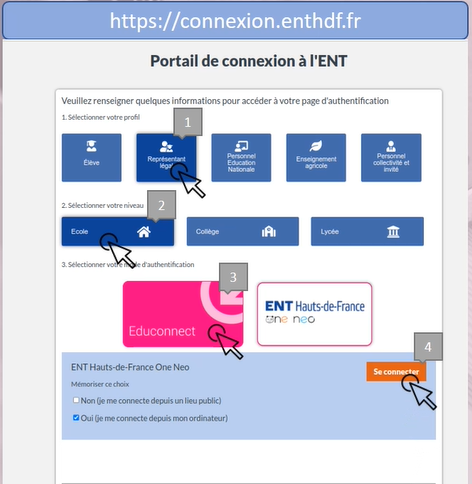 https://connexion.enthdf.fr
Portail de connexion à l'ENT
Veuillez renseigner quelques informations pour accéder à votre page d'authentification
1. Sélectionner votre profil
1
Élève
Représentant
légal
Personnel
Education
Nationale
Enseignement
agricole
Personnel
collectivité et
invité
2. Sélectionner votre niveau
2
Ecole
Collège
Lycée
3. Sélectionner votre mode d'authentification
3
Educonnect
ENT Hauts-de-France
One neo
4
ENT Hauts-de-France One Neo
Se connecter
Mémoriser ce choix
Non (je me connecte depuis un lieu public)
Oui (je me connecte depuis mon ordinateur)